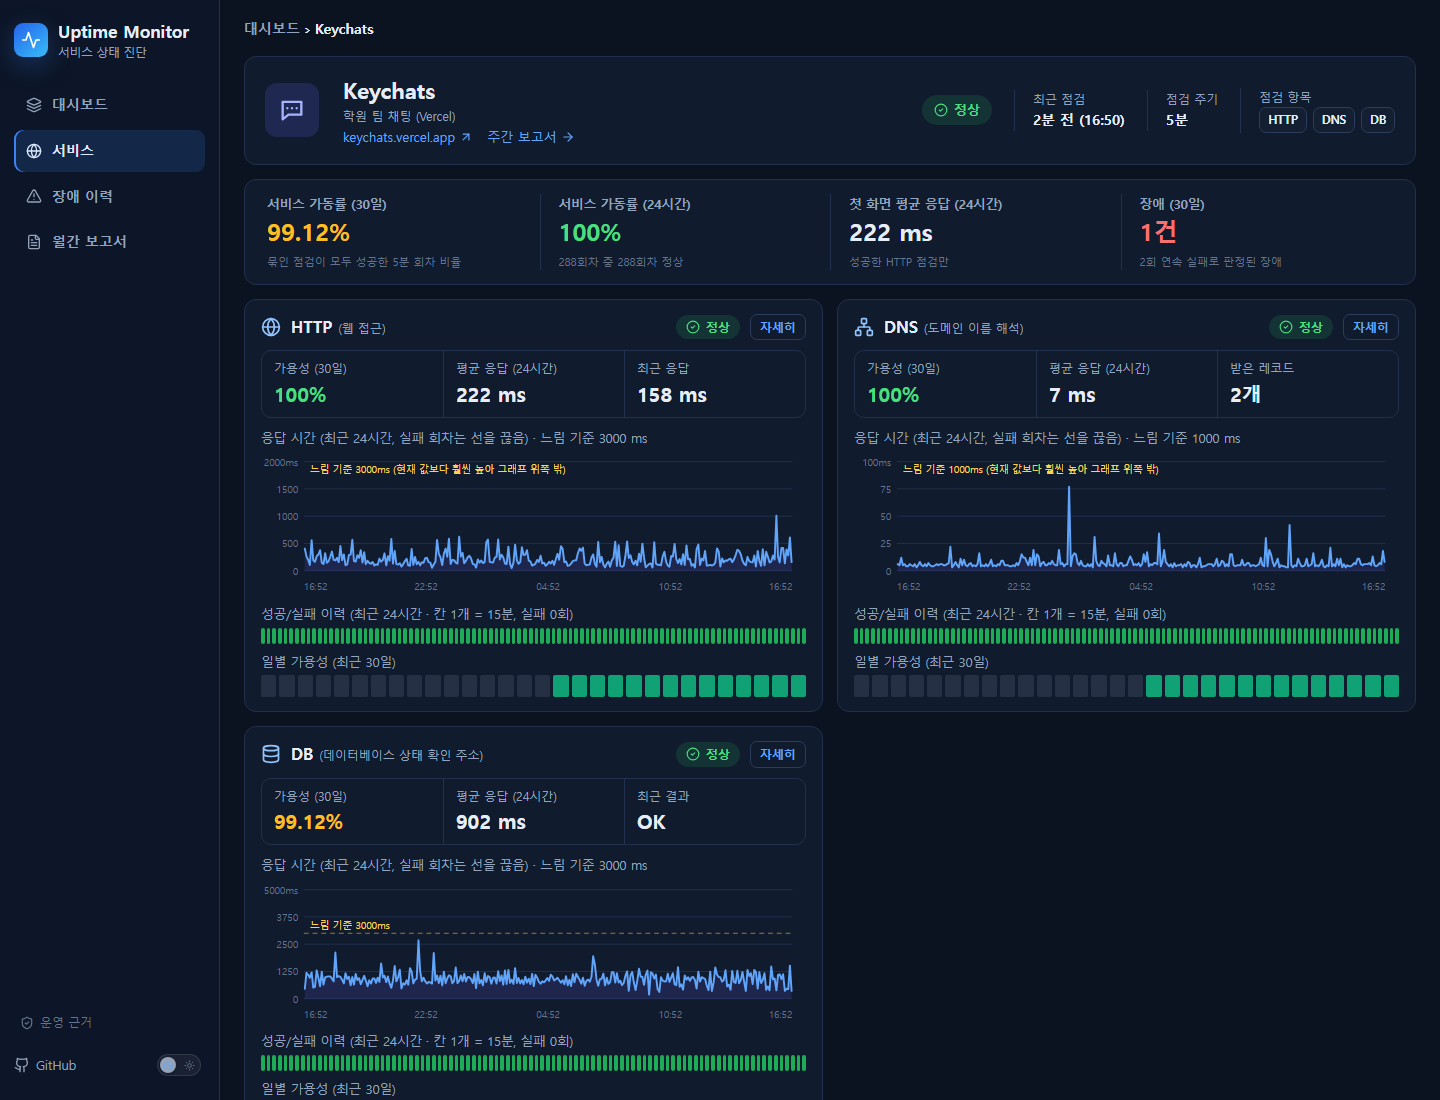 Uptime Monitor
서비스 상태 진단
대시보드
서비스
장애 이력
월간 보고서
운영 근거
GitHub
대시보드 › Keychats
Keychats
학원 팀 채팅 (Vercel)
keychats.vercel.app ↗ 주간 보고서 →
정상
최근 점검
2분 전 (16:50)
점검 주기
5분
점검 항목
HTTP DNS DB
서비스 가동률 (30일)
99.12%
묶인 점검이 모두 성공한 5분 회차 비율
서비스 가동률 (24시간)
100%
288회차 중 288회차 정상
첫 화면 평균 응답 (24시간)
222 ms
성공한 HTTP 점검만
장애 (30일)
1건
2회 연속 실패로 판정된 장애
HTTP (웹 접근)
정상 자세히
가용성 (30일)
100%
평균 응답 (24시간)
222 ms
최근 응답
158 ms
응답 시간 (최근 24시간, 실패 회차는 선을 끊음) · 느림 기준 3000 ms
느림 기준 3000ms (현재 값보다 훨씬 높아 그래프 위쪽 밖)
2000ms
1500
1000
500
0
16:52 22:52 04:52 10:52 16:52
성공/실패 이력 (최근 24시간 · 칸 1개 = 15분, 실패 0회)
일별 가용성 (최근 30일)
DNS (도메인 이름 해석)
정상 자세히
가용성 (30일)
100%
평균 응답 (24시간)
7 ms
받은 레코드
2개
응답 시간 (최근 24시간, 실패 회차는 선을 끊음) · 느림 기준 1000 ms
느림 기준 1000ms (현재 값보다 훨씬 높아 그래프 위쪽 밖)
100ms
75
50
25
0
16:52 22:52 04:52 10:52 16:52
성공/실패 이력 (최근 24시간 · 칸 1개 = 15분, 실패 0회)
일별 가용성 (최근 30일)
DB (데이터베이스 상태 확인 주소)
정상 자세히
가용성 (30일)
99.12%
평균 응답 (24시간)
902 ms
최근 결과
OK
응답 시간 (최근 24시간, 실패 회차는 선을 끊음) · 느림 기준 3000 ms
5000ms
3750
느림 기준 3000ms
2500
1250
0
16:52 22:52 04:52 10:52 16:52
성공/실패 이력 (최근 24시간 · 칸 1개 = 15분, 실패 0회)
일별 가용성 (최근 30일)